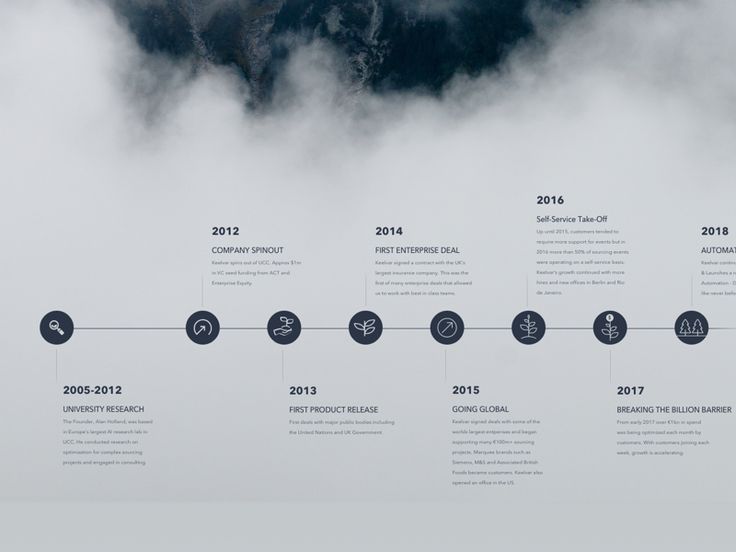 2005-2012
UNIVERSITY RESEARCH
The Founder, Alan Holland, was based
in Europe's largest AI research lab in
UCC. He conducted research on
optimisation for complex sourcing
projects and engaged in consulting.
2012
COMPANY SPINOUT
Keelvar spins out of UCC. Approx $1m
in VC seed funding from ACT and
Enterprise Equity.
2013
FIRST PRODUCT RELEASE
First deals with major public bodies including
the United Nations and UK Government.
2014
FIRST ENTERPRISE DEAL
Keelvar signed a contract with the UK's
largest insurance company. This was the
first of many enterprise deals that allowed
us to work with best in class teams.
2015
GOING GLOBAL
Keelvar signed deals with some of the
worlds largest enterprises and began
supporting many €100m+ sourcing
projects. Marquee brands such as
Siemens, M&S and Associated British
Foods became customers. Keelvar also
opened an office in the US.
2016
Self-Service Take-Off
Up until 2015, customers tended to
require more support for events but in
2016 more than 50% of sourcing events
were operating on a self service basis.
Keelvar's growth continued with more
hires and new offices in Berlin and Rio
de Janeiro.
2017
BREAKING THE BILLION BARRIER
From early 2017 over €1bn in spend
was being optimised each month by
customers. With customers joining each
week, growth is accelerating.
2018
AUTOMAT
Keelvar contin
& Launches a n
Automation - D
like never befo